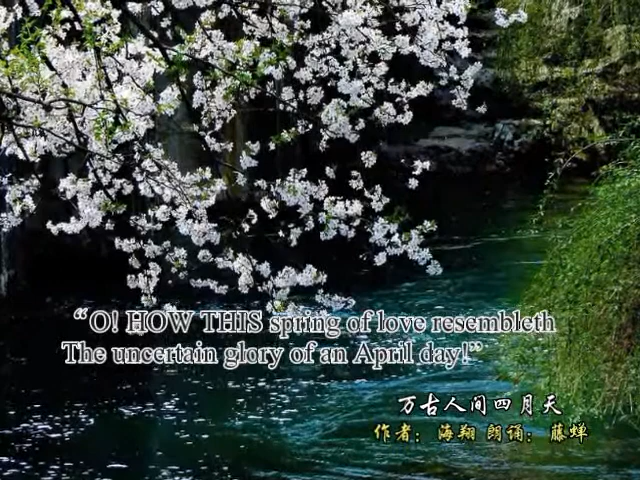 “O! HOW THIS spring of love resembleth
The uncertain glory of an April day!”
万古人间四月天
作者：海翔 朗诵：藤蝉